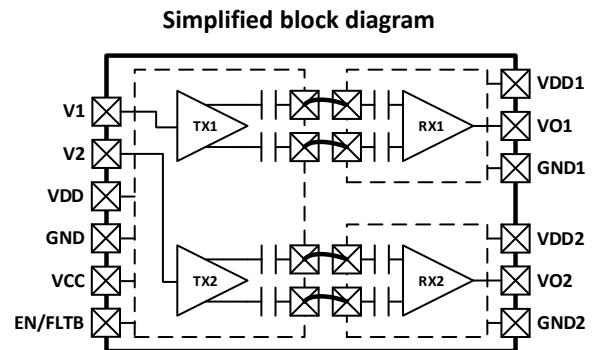 Simplified block diagram
V1
V2
VDD
GND
VCC
EN/FLTB
TX1
TX2
RX1
RX2
VDD1
VO1
GND1
VDD2
VO2
GND2